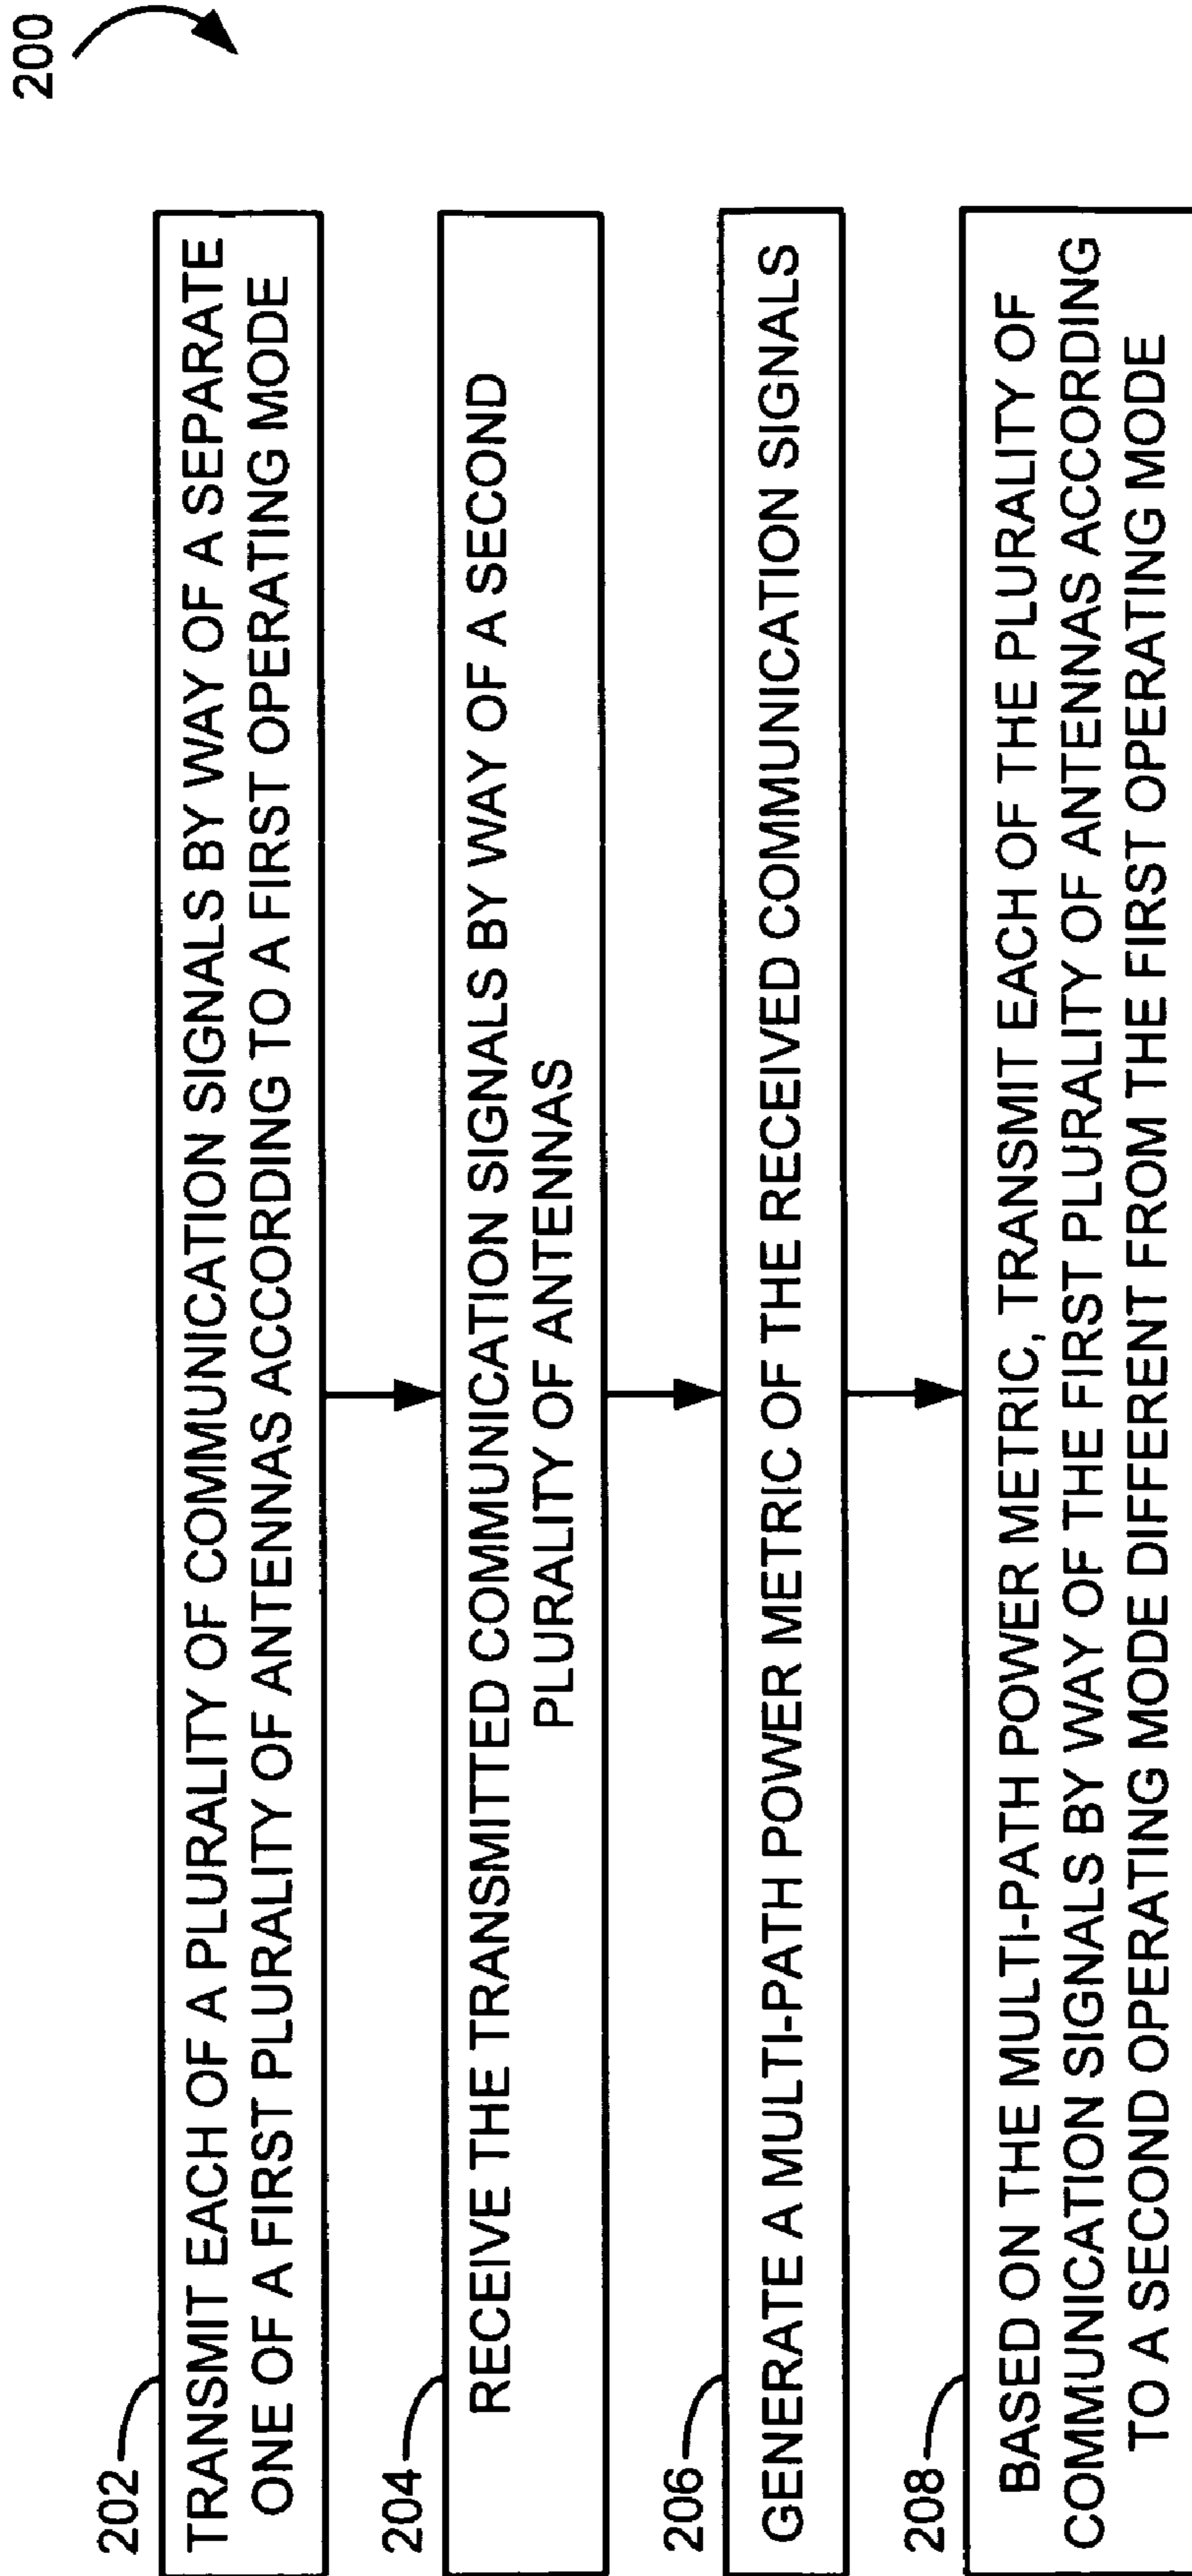 200
202
TRANSMIT EACH OF A PLURALITY OF COMMUNICATION SIGNALS BY WAY OF A SEPARATE
ONE OF A FIRST PLURALITY OF ANTENNAS ACCORDING TO A FIRST OPERATING MODE
204
RECEIVE THE TRANSMITTED COMMUNICATION SIGNALS BY WAY OF A SECOND
PLURALITY OF ANTENNAS
206
GENERATE A MULTI-PATH POWER METRIC OF THE RECEIVED COMMUNICATION SIGNALS
208
BASED ON THE MULTI-PATH POWER METRIC, TRANSMIT EACH OF THE PLURALITY OF
COMMUNICATION SIGNALS BY WAY OF THE FIRST PLURALITY OF ANTENNAS ACCORDING
TO A SECOND OPERATING MODE DIFFERENT FROM THE FIRST OPERATING MODE